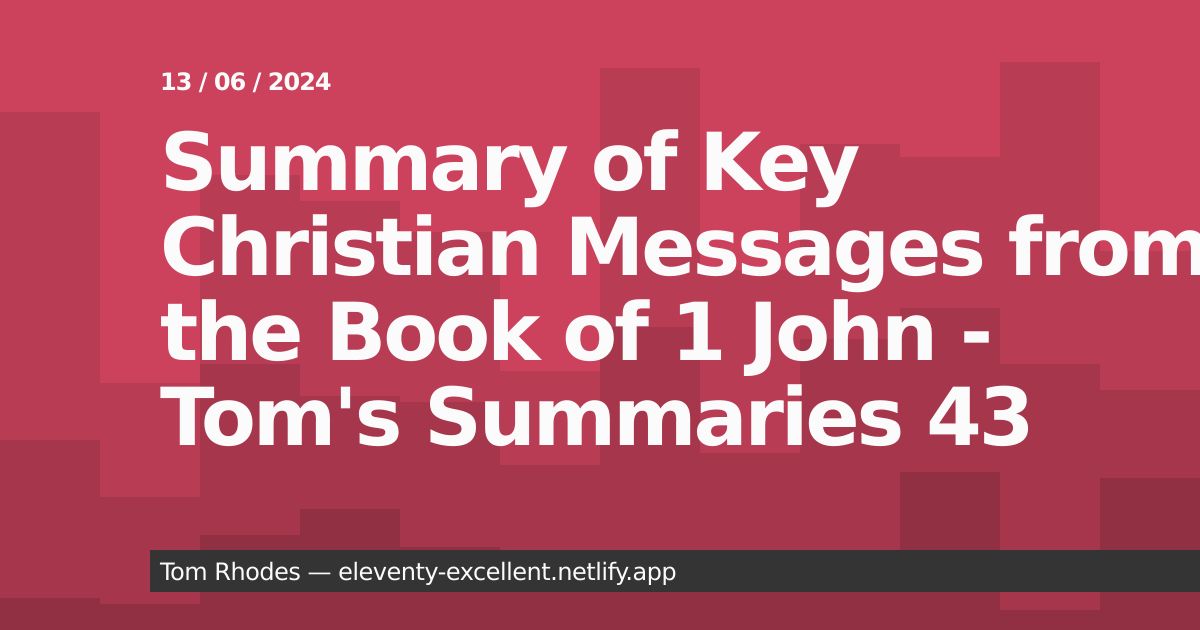 13 / 06 / 2024
Summary of Key
Christian Messages from
the Book of 1 John -
Tom's Summaries 43
Tom Rhodes — eleventy-excellent.netlify.app